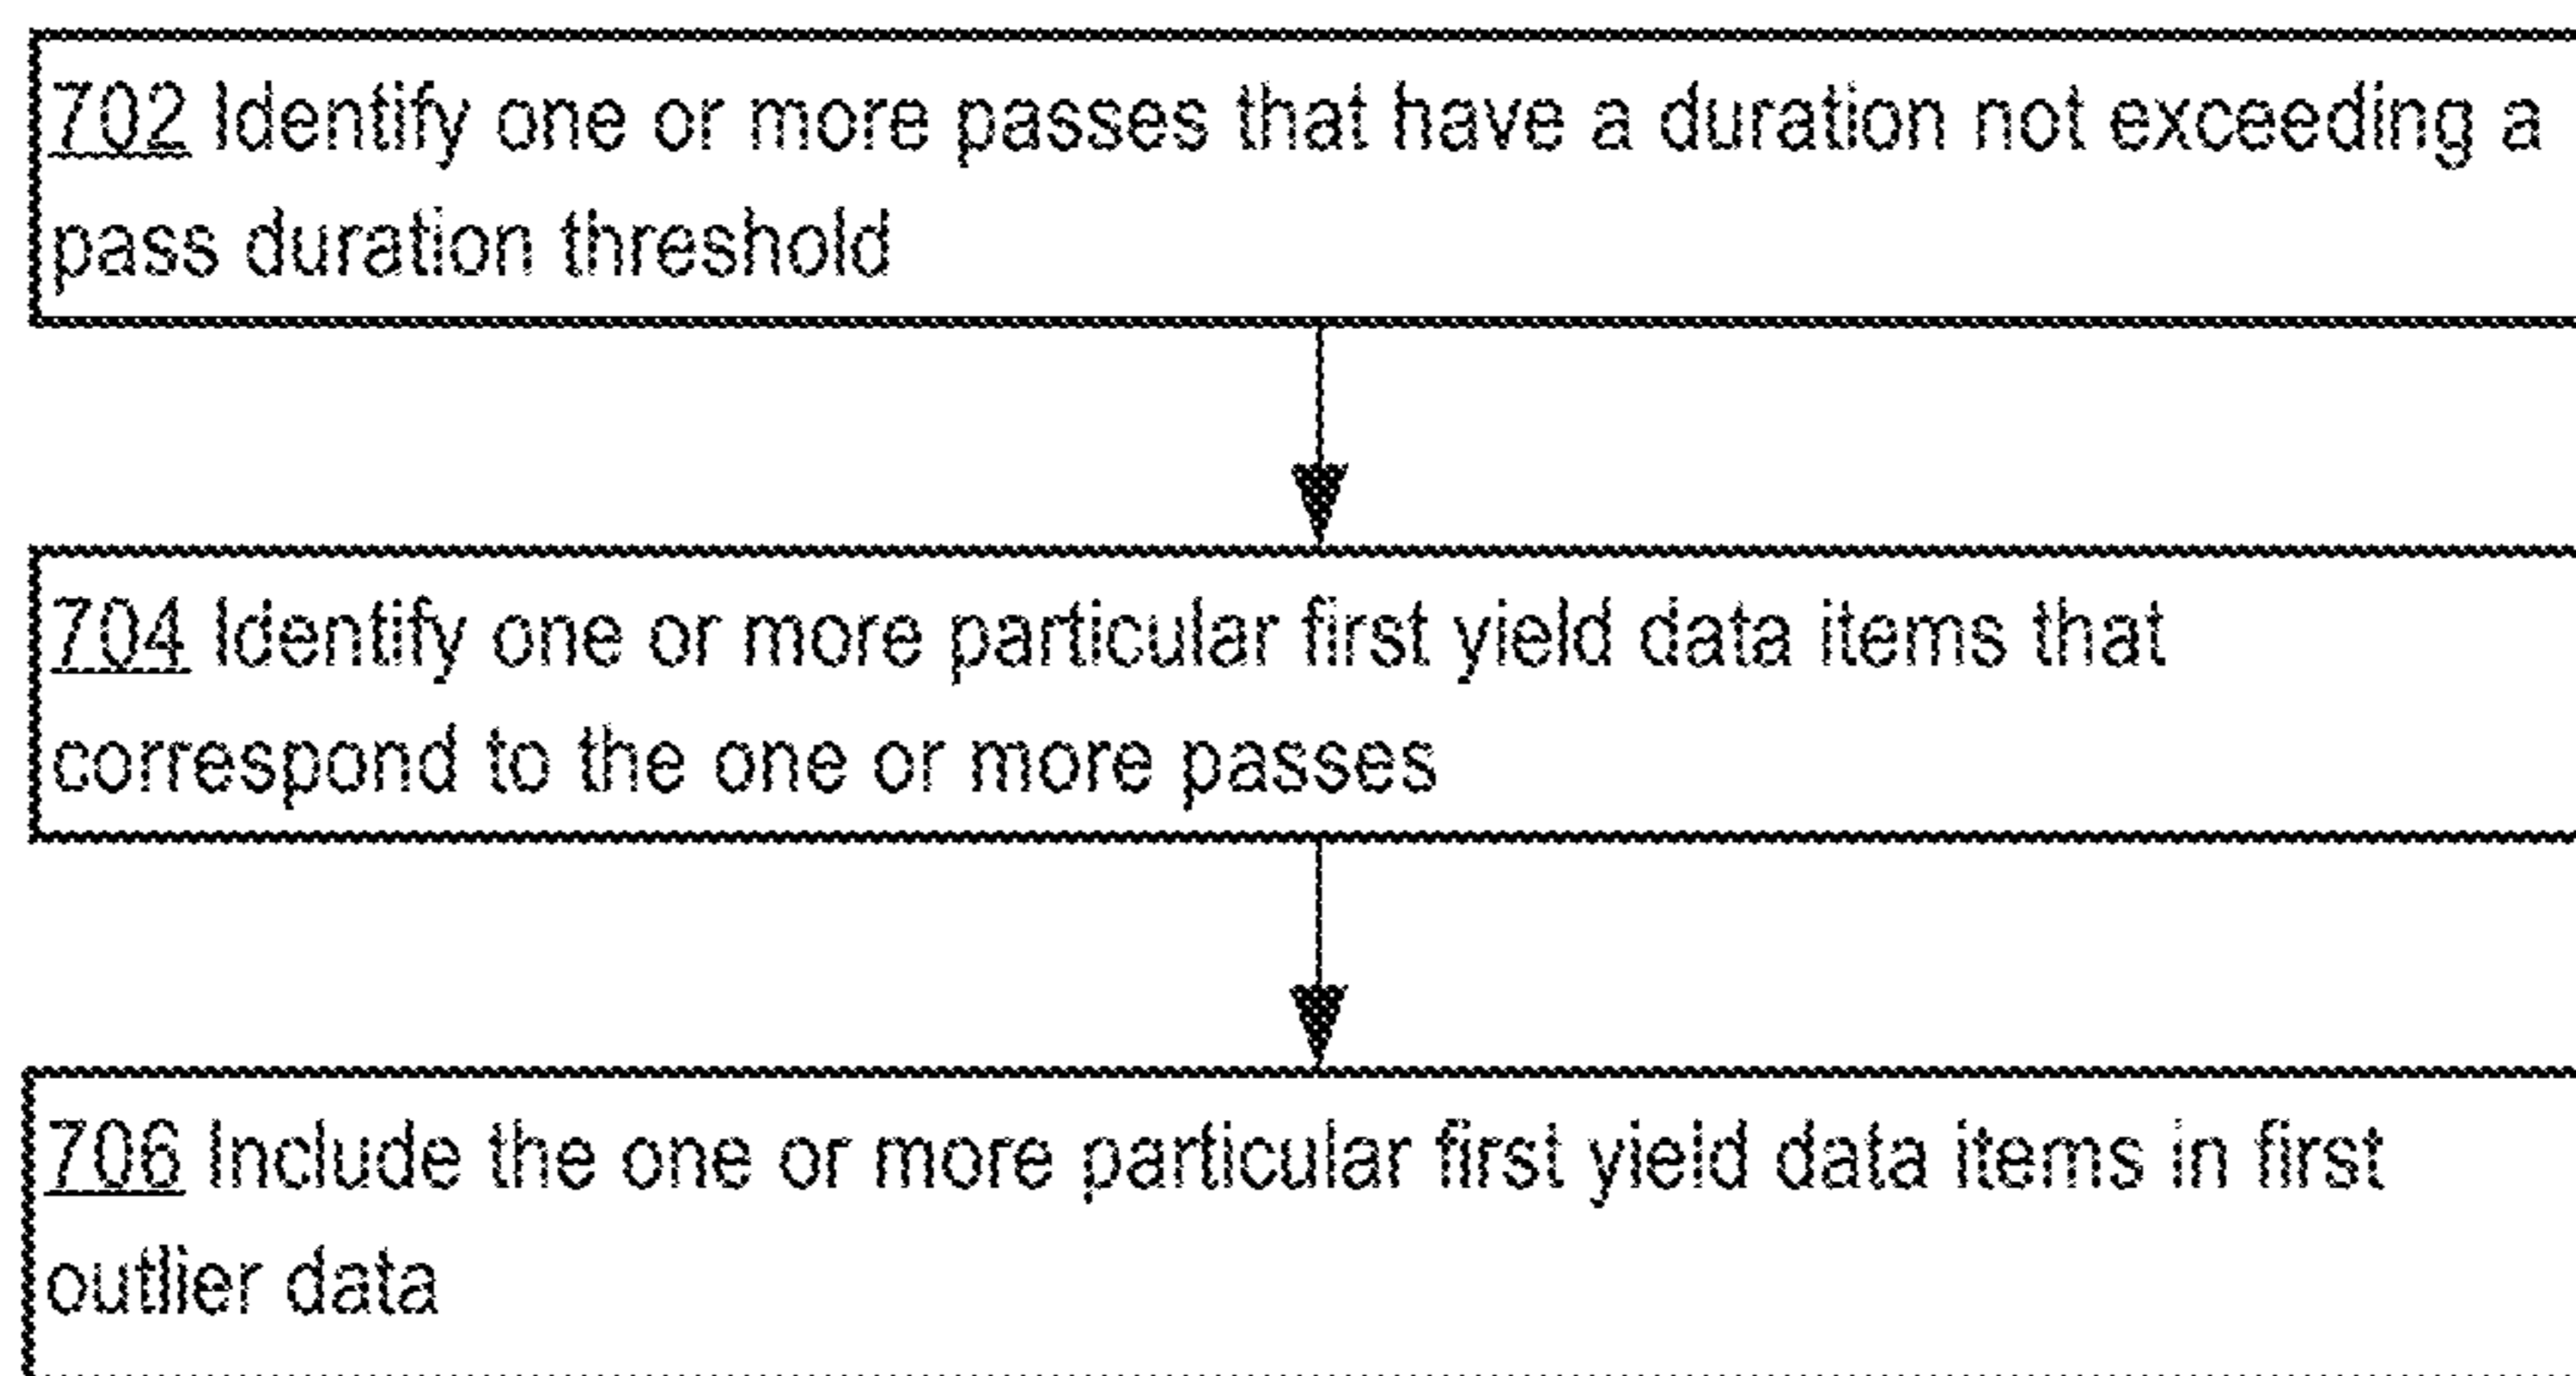 702 Identify one or more passes that have a duration not exceeding a
pass duration threshold
704 Identify one or more particular first yield data items that
correspond to the one or more passes
706 Include the one or more particular first yield data items in first
outlier data